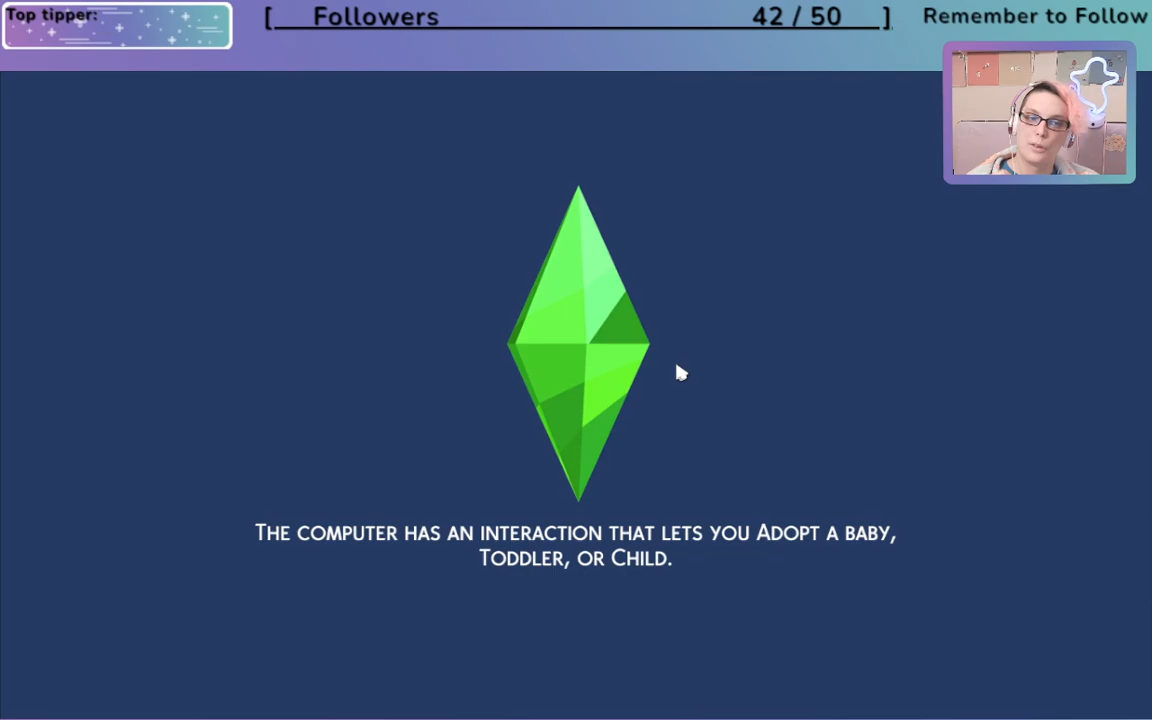 Top tipper:
[ Followers 42 / 50 ]
Remember to Follow
THE COMPUTER HAS AN INTERACTION THAT LETS YOU ADOPT A BABY,
TODDLER, OR CHILD.